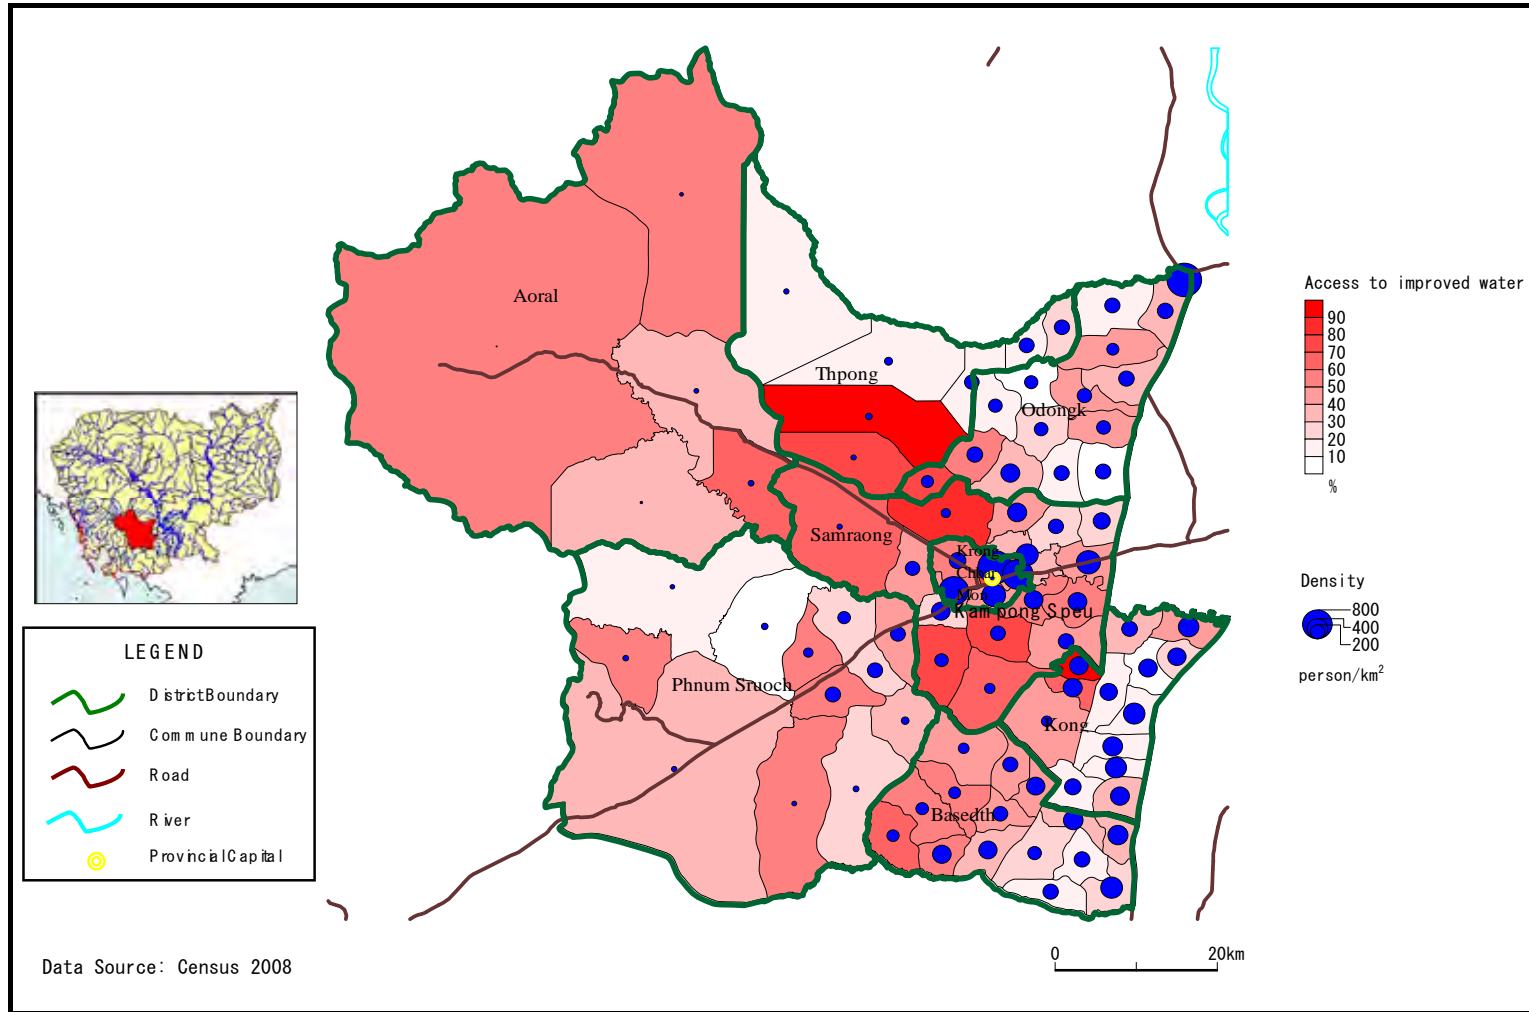 Aoral
Thpong
Odongk
Samraong
Krong
Chbar
Mon
Kampong Speu
Phnum Sruoch
Kong
Basedth
Access to improved water
90
80
70
60
50
40
30
20
10
%
Density
800
400
200
person/km²
LEGEND
District Boundary
Commune Boundary
Road
River
Provincial Capital
Data Source: Census 2008
0 20km